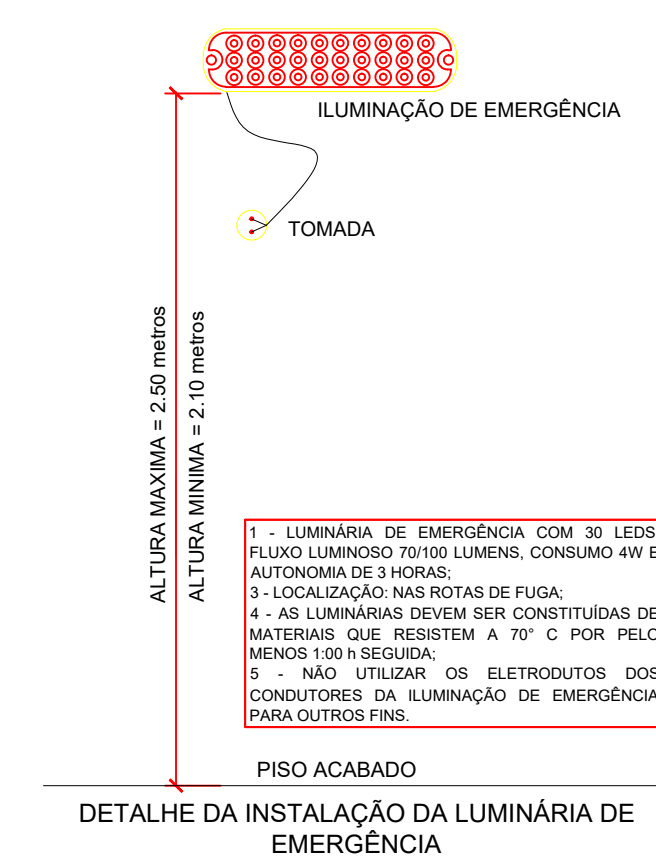 ILUMINAÇÃO DE EMERGÊNCIA
TOMADA
ALTURA MAXIMA = 2.50 metros
ALTURA MINIMA = 2.10 metros
1 - LUMINÁRIA DE EMERGÊNCIA COM 30 LEDS
FLUXO LUMINOSO 70/100 LUMENS, CONSUMO 4W E
AUTONOMIA DE 3 HORAS;
3 - LOCALIZAÇÃO: NAS ROTAS DE FUGA;
4 - AS LUMINÁRIAS DEVEM SER CONSTITUÍDAS DE
MATERIAIS QUE RESISTEM A 70° C POR PELO
MENOS 1:00 h SEGUIDA;
5 - NÃO UTILIZAR OS ELETRODUTOS DOS
CONDUTORES DA ILUMINAÇÃO DE EMERGÊNCIA
PARA OUTROS FINS.
PISO ACABADO
DETALHE DA INSTALAÇÃO DA LUMINÁRIA DE
EMERGÊNCIA